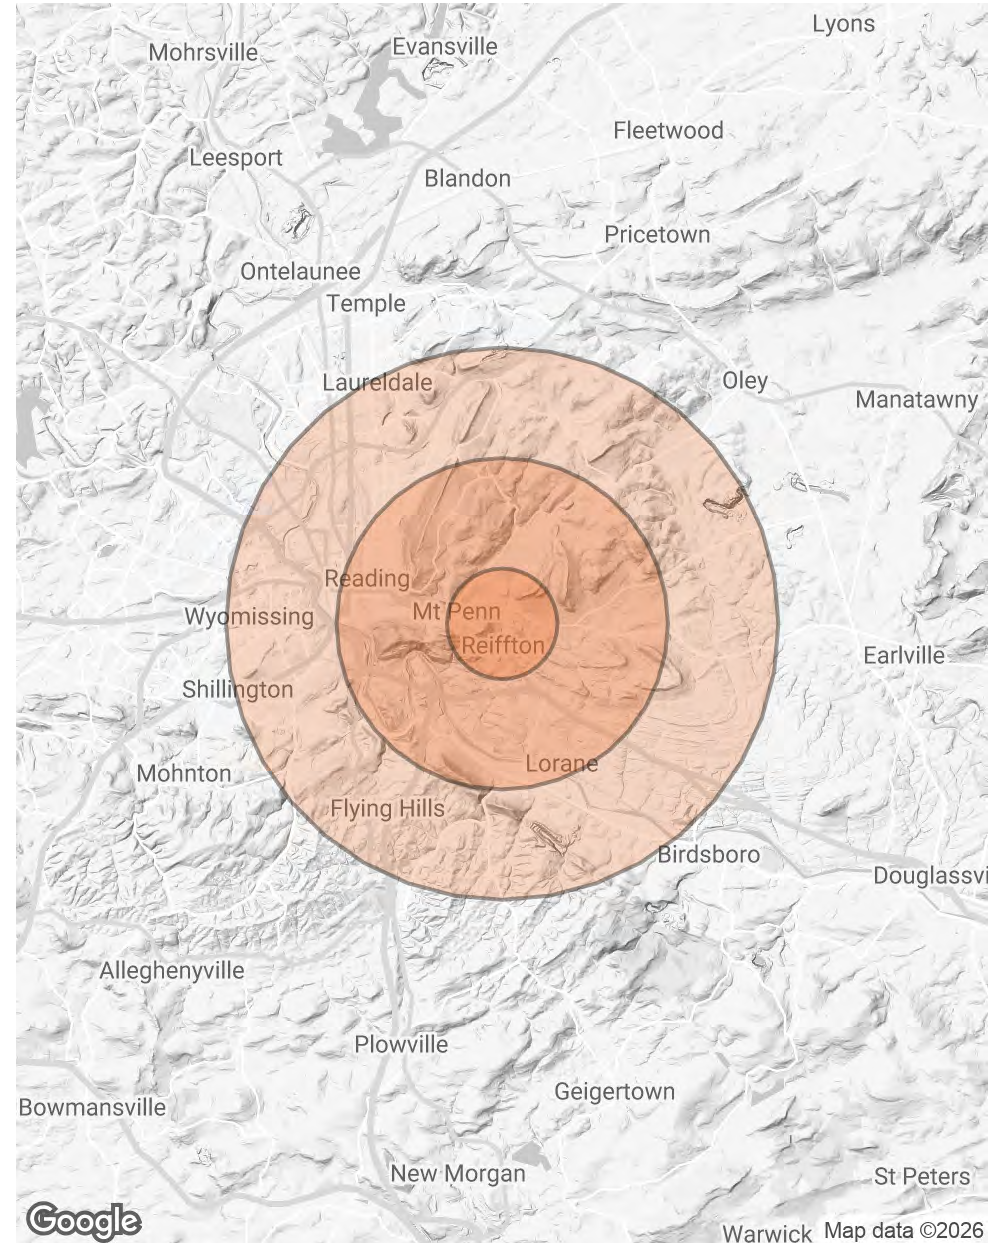 Lyons
Mohrsville
Evansville
Fleetwood
Leesport
Blandon
Pricetown
Ontelaunee
Temple
Laureldale
Oley
Manatawny
Reading
Mt Penn
Wyomissing
Reiffton
Earlville
Shillington
Lorane
Mohnton
Flying Hills
Birdsboro
Douglassvi
Alleghenyville
Plowville
Geigertown
Bowmansville
New Morgan
St Peters
Google
Warwick
Map data ©2026